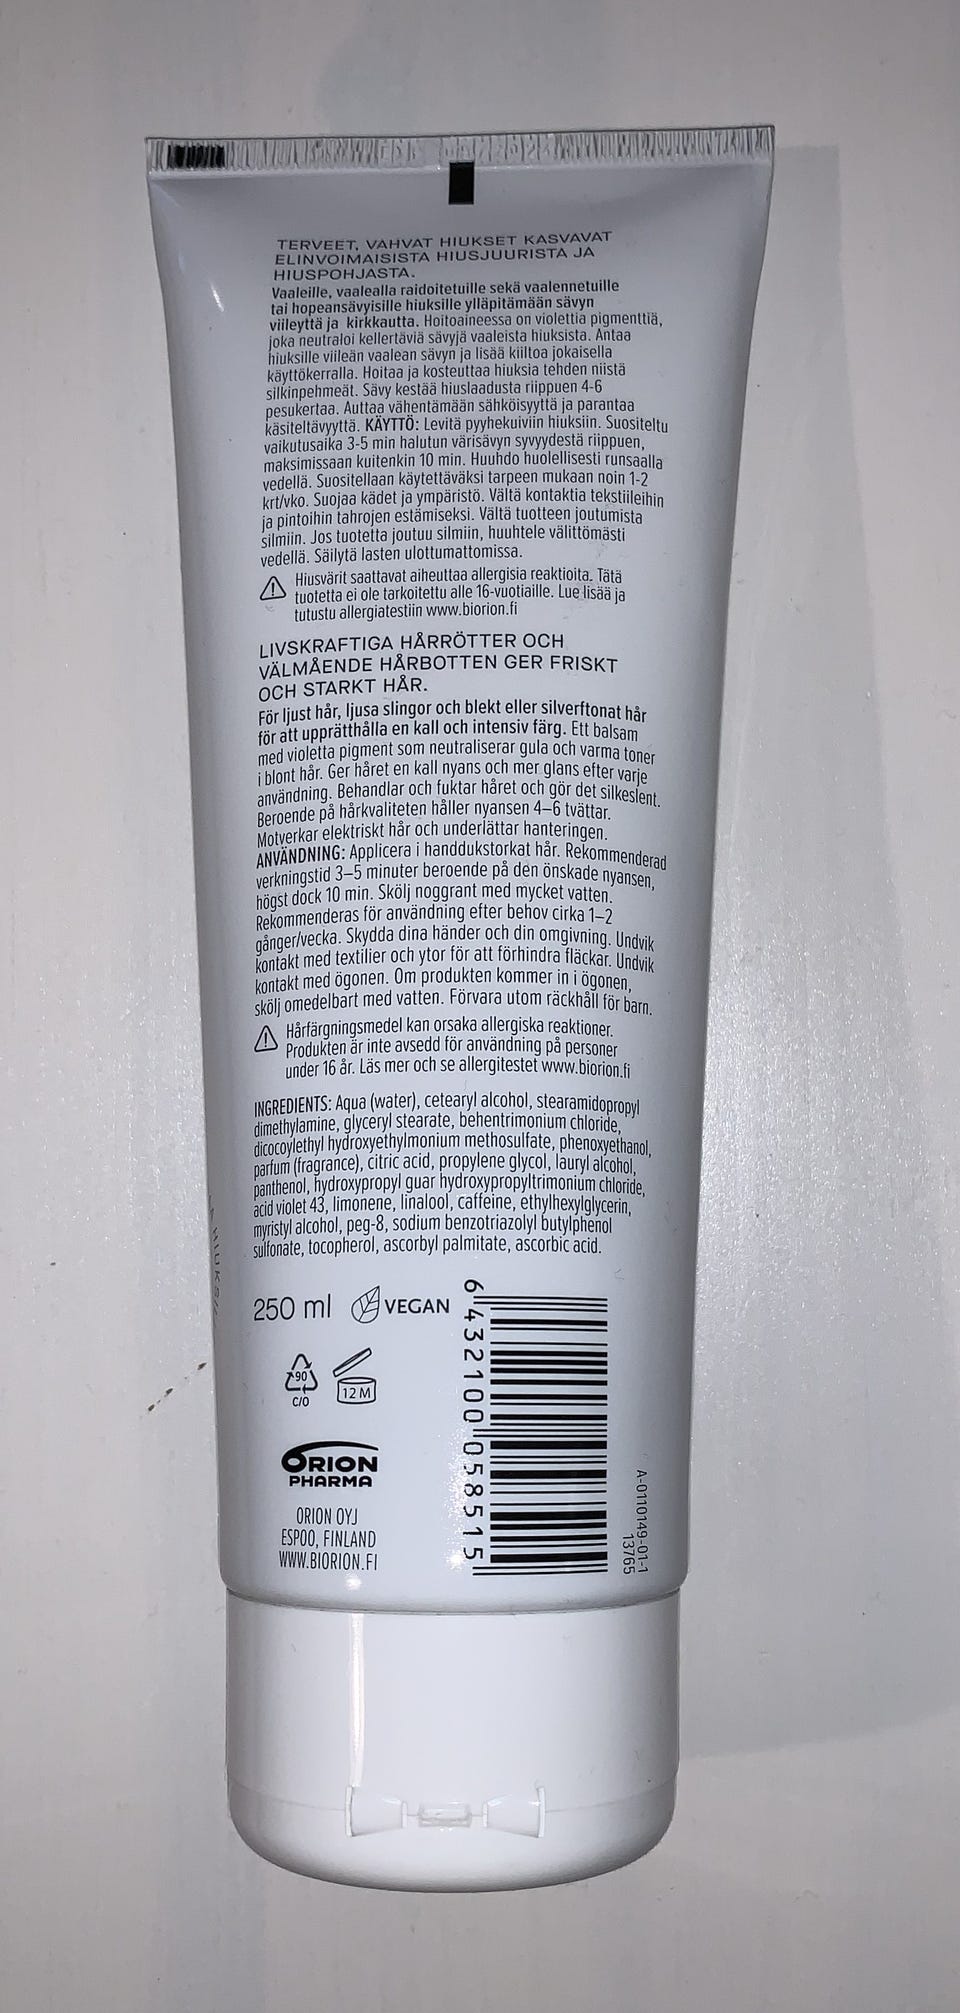 TERVEET, VAHVAT HIUKSET KASVAVAT
ELINVOIMAISISTA HIUSJUURISTA JA
HIUSPOHJASTA.
Vaaleille, vaalealla raidoitetuille sekä vaalennetuille
tai hopeansävyisille hiuksille ylläpitämään sävyn
viileyttä ja kirkkautta. Hoitoaineessa on violettia pigmenttiä,
joka neutraloi kellertäviä sävyjä vaaleista hiuksista. Antaa
hiuksille viileän vaalean sävyn ja lisää kiiltoa jokaisella
käyttökerralla. Hoitaa ja kosteuttaa hiuksia tehden niistä
silkinpehmeät. Sävy kestää hiuslaadusta riippuen 4-6
pesukertaa. Auttaa vähentämään sähköisyyttä ja parantaa
käsiteltävyyttä. KÄYTTÖ: Levitä pyyhekuiviin hiuksiin. Suositeltu
vaikutusaika 3-5 min halutun värisävyn syvyydestä riippuen,
maksimissaan kuitenkin 10 min. Huuhdo huolellisesti runsaalla
vedellä. Suositellaan käytettäväksi tarpeen mukaan noin 1-2
krt/vko. Suojaa kädet ja ympäristö. Vältä kontaktia tekstiileihin
ja pintoihin tahrojen estämiseksi. Vältä tuotteen joutumista
silmiin. Jos tuotetta joutuu silmiin, huuhtele välittömästi
vedellä. Säilytä lasten ulottumattomissa.
Hiusvärit saattavat aiheuttaa allergisia reaktioita. Tätä
tuotetta ei ole tarkoitettu alle 16-vuotiaille. Lue lisää ja
tutustu allergiatestiin www.biorion.fi
LIVSKRAFTIGA HÅRRÖTTER OCH
VÄLMÅENDE HÅRBOTTEN GER FRISKT
OCH STARKT HÅR.
För ljust hår, ljusa slingor och blekt eller silverftonat hår
för att upprätthålla en kall och intensiv färg. Ett balsam
med violetta pigment som neutraliserar gula och varma toner
i blont hår. Ger håret en kall nyans och mer glans efter varje
användning. Behandlar och fuktar håret och gör det silkeslent.
Beroende på hårkvaliteten håller nyansen 4–6 tvättar.
Motverkar elektriskt hår och underlättar hanteringen.
ANVÄNDNING: Applicera i handdukstorkat hår. Rekommenderad
verkningstid 3–5 minuter beroende på den önskade nyansen,
högst dock 10 min. Skölj noggrant med mycket vatten.
Rekommenderas för användning efter behov cirka 1–2
gånger/vecka. Skydda dina händer och din omgivning. Undvik
kontakt med textilier och ytor för att förhindra fläckar. Undvik
kontakt med ögonen. Om produkten kommer in i ögonen,
skölj omedelbart med vatten. Förvara utom räckhåll för barn.
Hårfärgningsmedel kan orsaka allergiska reaktioner.
Produkten är inte avsedd för användning på personer
under 16 år. Läs mer och se allergitestet www.biorion.fi
INGREDIENTS: Aqua (water), cetearyl alcohol, stearamidopropyl
dimethylamine, glyceryl stearate, behentrimonium chloride,
dicocoylethyl hydroxyethylmonium methosulfate, phenoxyethanol,
parfum (fragrance), citric acid, propylene glycol, lauryl alcohol,
panthenol, hydroxypropyl guar hydroxypropyltrimonium chloride,
acid violet 43, limonene, linalool, caffeine, ethylhexylglycerin,
myristyl alcohol, peg-8, sodium benzotriazolyl butylphenol
sulfonate, tocopherol, ascorbyl palmitate, ascorbic acid.
250 ml VEGAN
90
C/O
12 M
6 432100 058515
ORION
PHARMA
ORION OYJ
ESPOO, FINLAND
WWW.BIORION.FI
A-0110149-01-1
13765